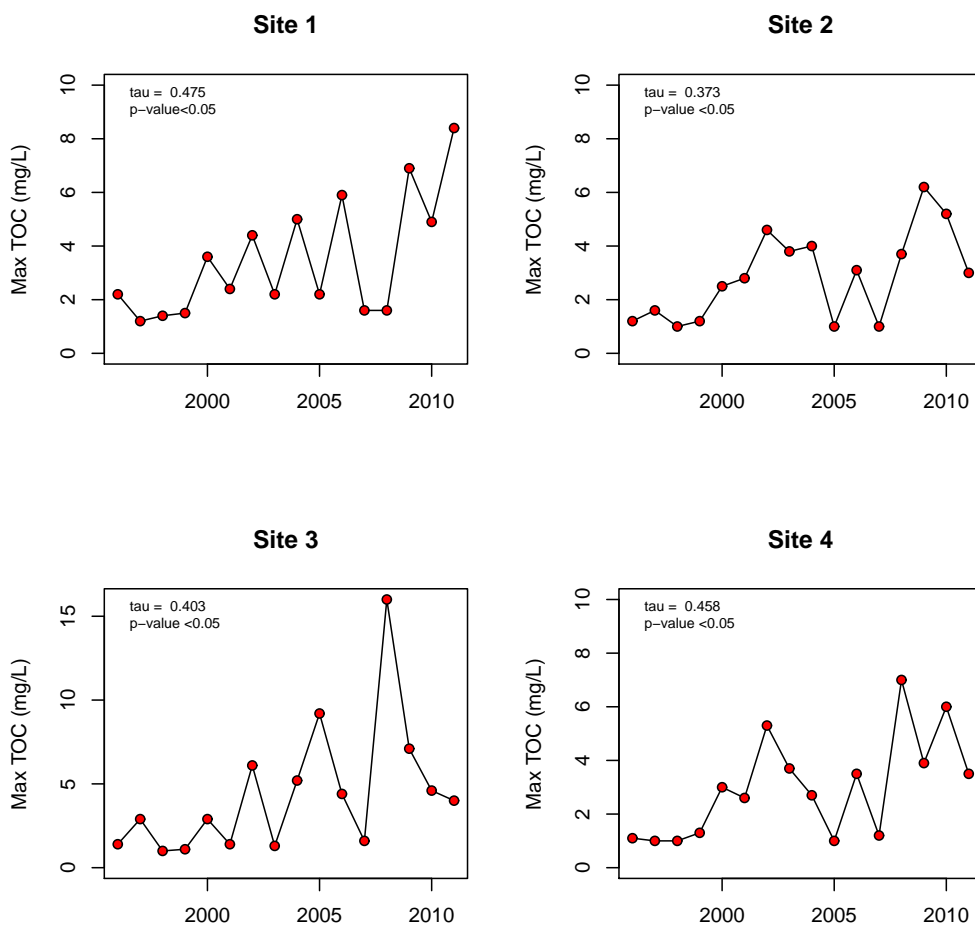 Site 1
tau =  0.475
p−value<0.05
Max TOC (mg/L)
10
8
6
4
2
0
2000 2005 2010
Site 2
tau =  0.373
p−value <0.05
Max TOC (mg/L)
10
8
6
4
2
0
2000 2005 2010
Site 3
tau =  0.403
p−value <0.05
Max TOC (mg/L)
15
10
5
0
2000 2005 2010
Site 4
tau =  0.458
p−value <0.05
Max TOC (mg/L)
10
8
6
4
2
0
2000 2005 2010